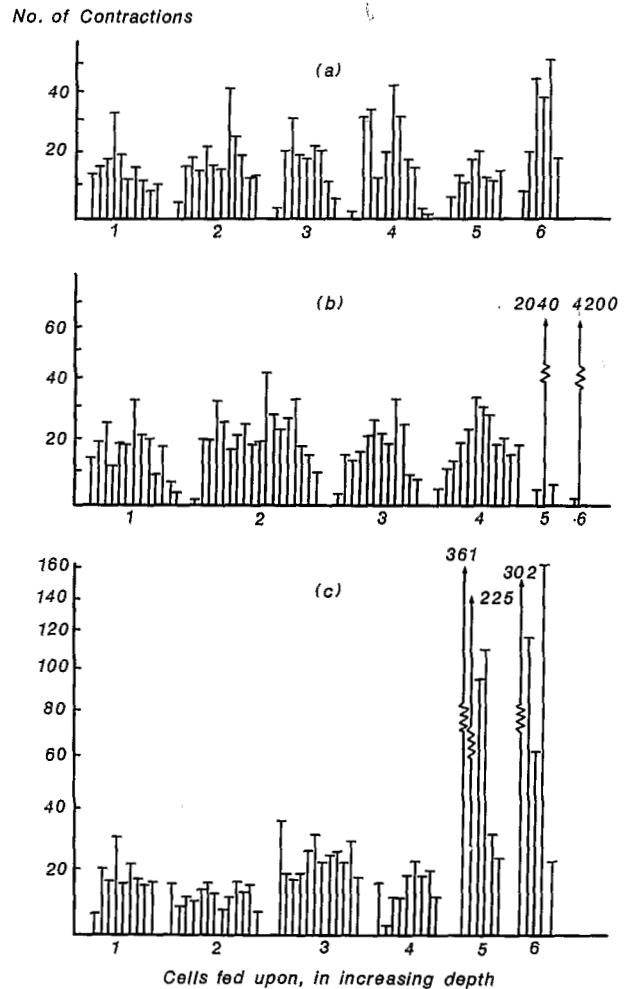 No. of Contractions
(a)
40
20
1 2 3 4 5 6
(b)
2040 4200
60
40
20
1 2 3 4 5 6
160
361
302
140
(c)
225
120
100
80
60
40
20
1 2 3 4 5 6
Cells fed upon, in increasing depth